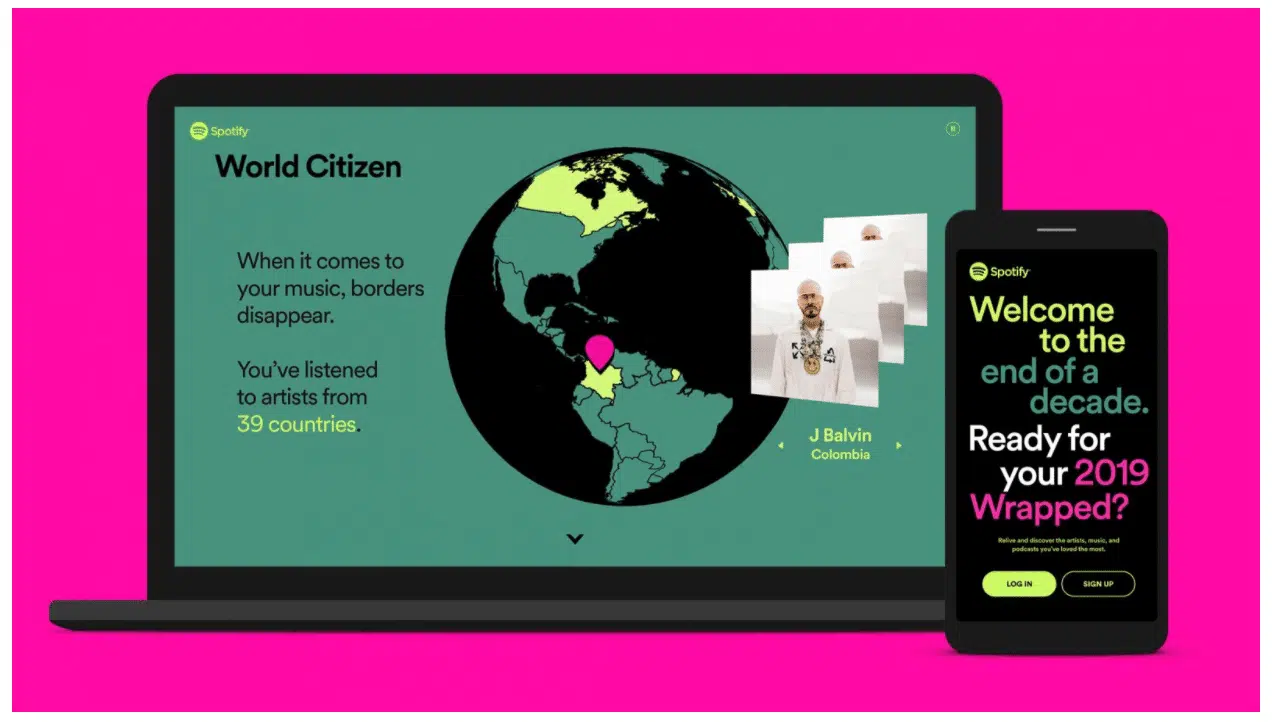 Spotify
World Citizen
When it comes to
your music, borders
disappear.
You’ve listened
to artists from
39 countries.
J Balvin
Colombia
Spotify
Welcome
to the
end of a
decade.
Ready for
your 2019
Wrapped?
Relive and discover the artists, music, and
podcasts you’ve loved the most.
LOG IN
SIGN UP